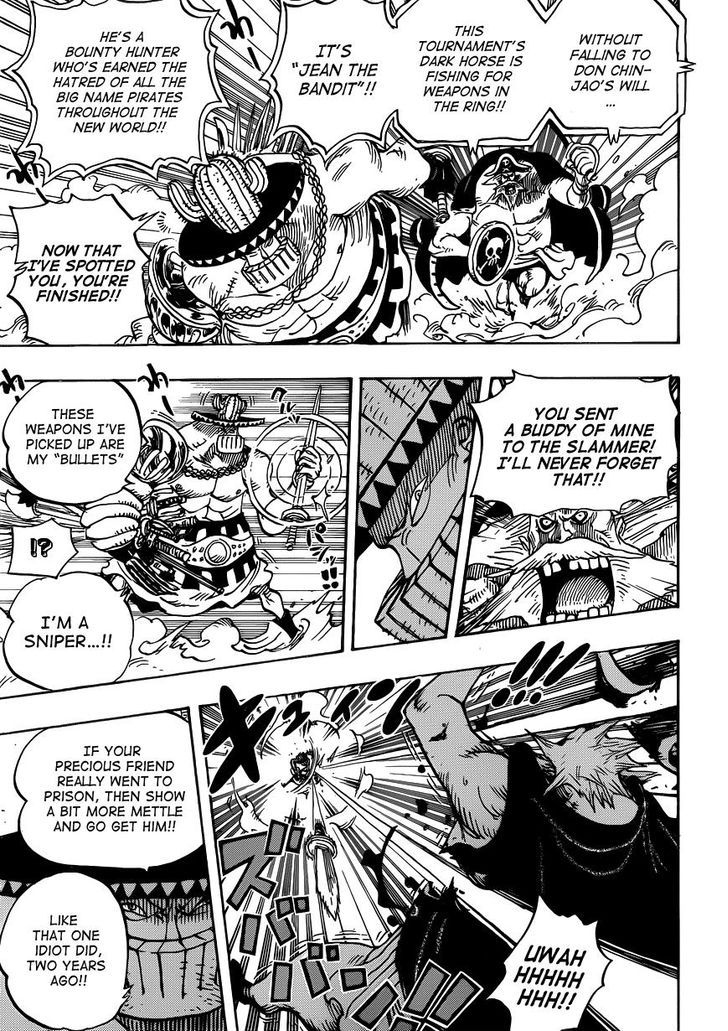 WITHOUT
FALLING TO
DON CHIN-
JAO'S WILL
...
THIS
TOURNAMENT'S
DARK HORSE
IS FISHING FOR
WEAPONS IN
THE RING!!
IT'S
"JEAN THE
BANDIT"!!
HE'S A
BOUNTY HUNTER
WHO'S EARNED THE
HATRED OF ALL THE
BIG NAME PIRATES
THROUGHOUT THE
NEW WORLD!!
NOW THAT
I'VE SPOTTED
YOU, YOU'RE
FINISHED!!
YOU SENT
A BUDDY OF MINE
TO THE SLAMMER!
I'LL NEVER FORGET
THAT!!
THESE
WEAPONS I'VE
PICKED UP ARE
MY "BULLETS"
!?
I'M A
SNIPER...!!
UWAH
HHHHH
HHH!!
IF YOUR
PRECIOUS FRIEND
REALLY WENT TO
PRISON, THEN SHOW
A BIT MORE METTLE
AND GO GET HIM!!
LIKE
THAT ONE
IDIOT DID,
TWO YEARS
AGO!!